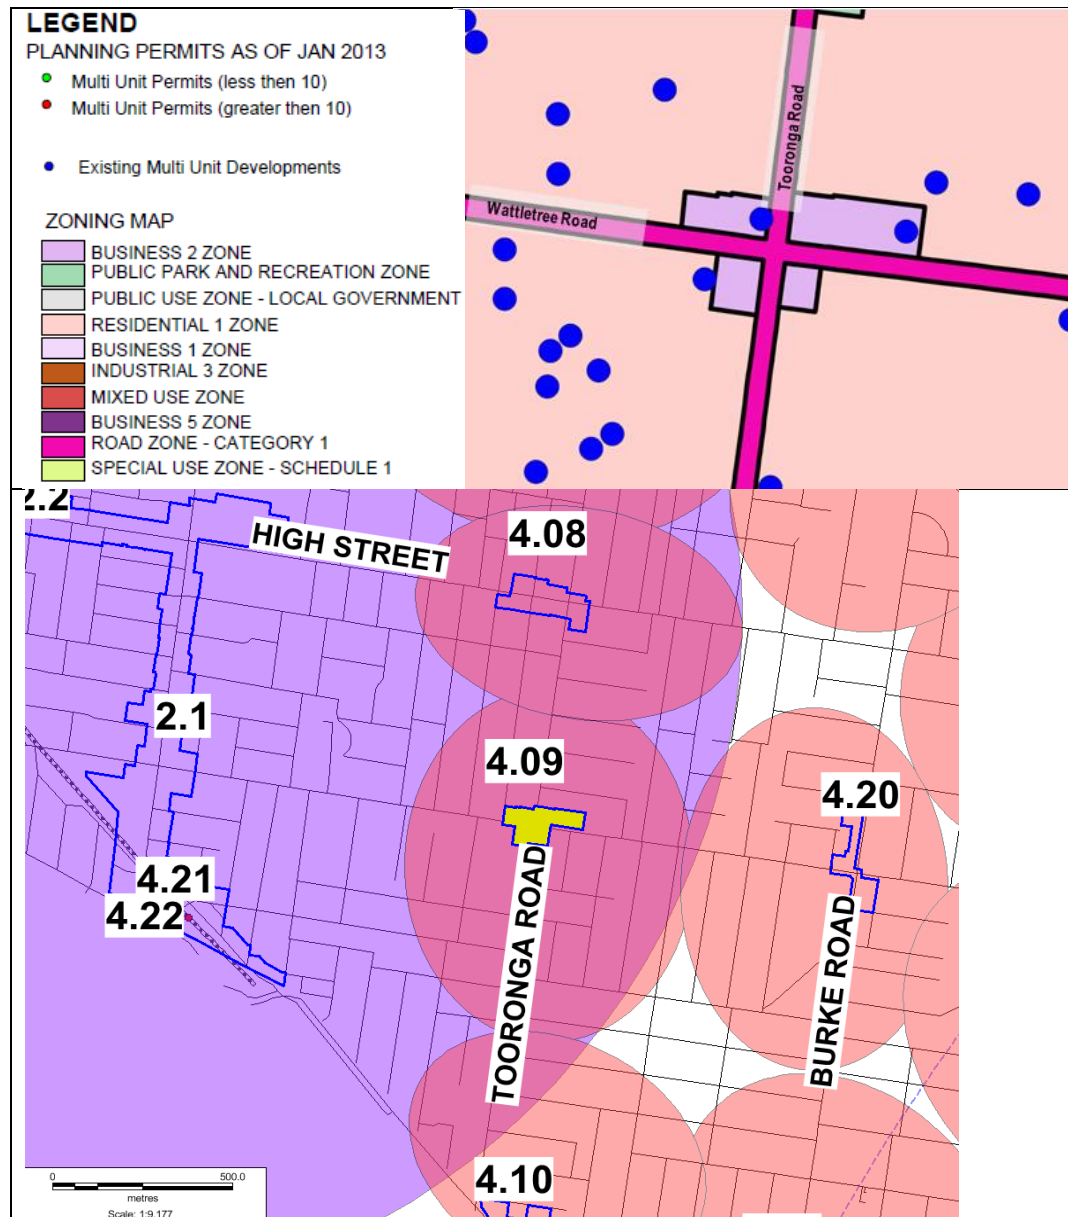 LEGEND
PLANNING PERMITS AS OF JAN 2013
Multi Unit Permits (less then 10)
Multi Unit Permits (greater then 10)
Existing Multi Unit Developments
ZONING MAP
BUSINESS 2 ZONE
PUBLIC PARK AND RECREATION ZONE
PUBLIC USE ZONE - LOCAL GOVERNMENT
RESIDENTIAL 1 ZONE
BUSINESS 1 ZONE
INDUSTRIAL 3 ZONE
MIXED USE ZONE
BUSINESS 5 ZONE
ROAD ZONE - CATEGORY 1
SPECIAL USE ZONE - SCHEDULE 1
Tooronga Road
Wattletree Road
2.2
HIGH STREET
4.08
2.1
4.09
4.20
4.21
4.22
TOORONGA ROAD
BURKE ROAD
4.10
0 500.0
metres
Scale: 1:9,177